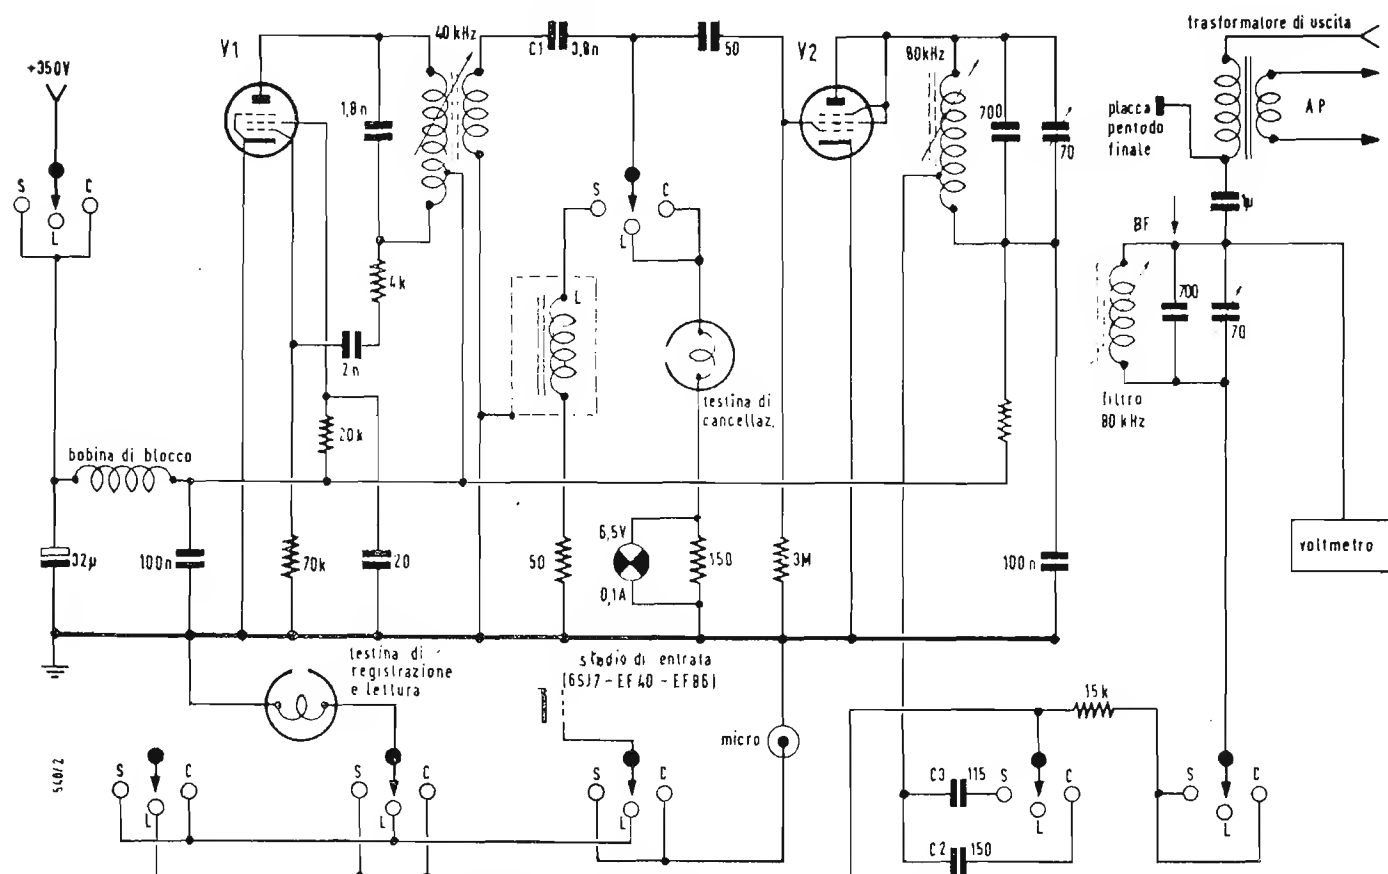 trasformatore di uscita
V1
40 kHz
C1
3,8n
50
V2
80kHz
+350V
1,8n
700
70
placca
pentodo
finale
AP
S
C
L
S
C
L
1µ
BF
4k
L
700
70
2n
testina di
cancellaz.
filtro
80 kHz
20k
bobina di blocco
32µ
100n
70k
20
50
6,5V
0,1A
150
3M
100n
voltmetro
testina di
registrazione
e lettura
stadio di entrata
(6SJ7-EF40-EF86)
micro
15k
540/2
S
C
L
S
C
L
S
C
L
C3
115
S
C
L
S
C
L
C2
150